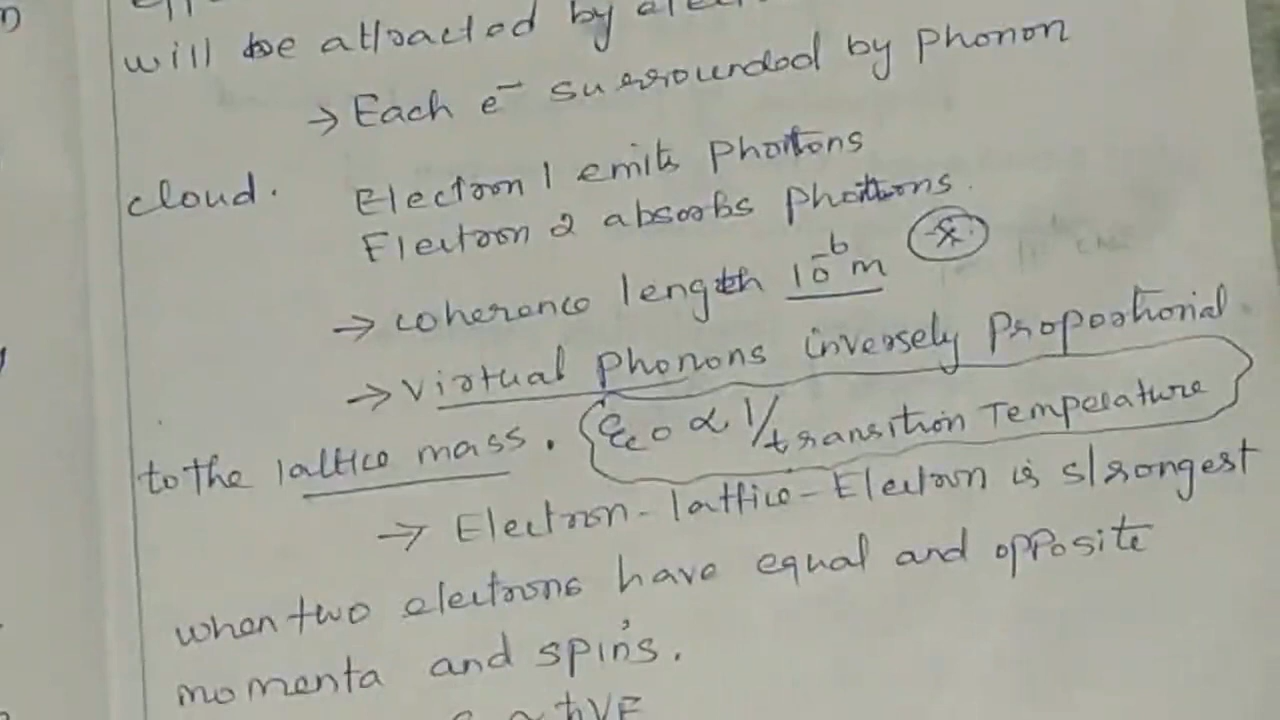 will be attracted by
→ Each e⁻ surrounded by phonon
cloud.
Electron 1 emits Photons
Electron 2 absorbs photons.
→ coherence length 10⁻⁶m
→ Virtual Phonons inversely Proportional
to the lattice mass. ∝ 1/transition Temperature
→ Electron-lattice-Electron is strongest
when two electrons have equal and opposite
momenta and spins.